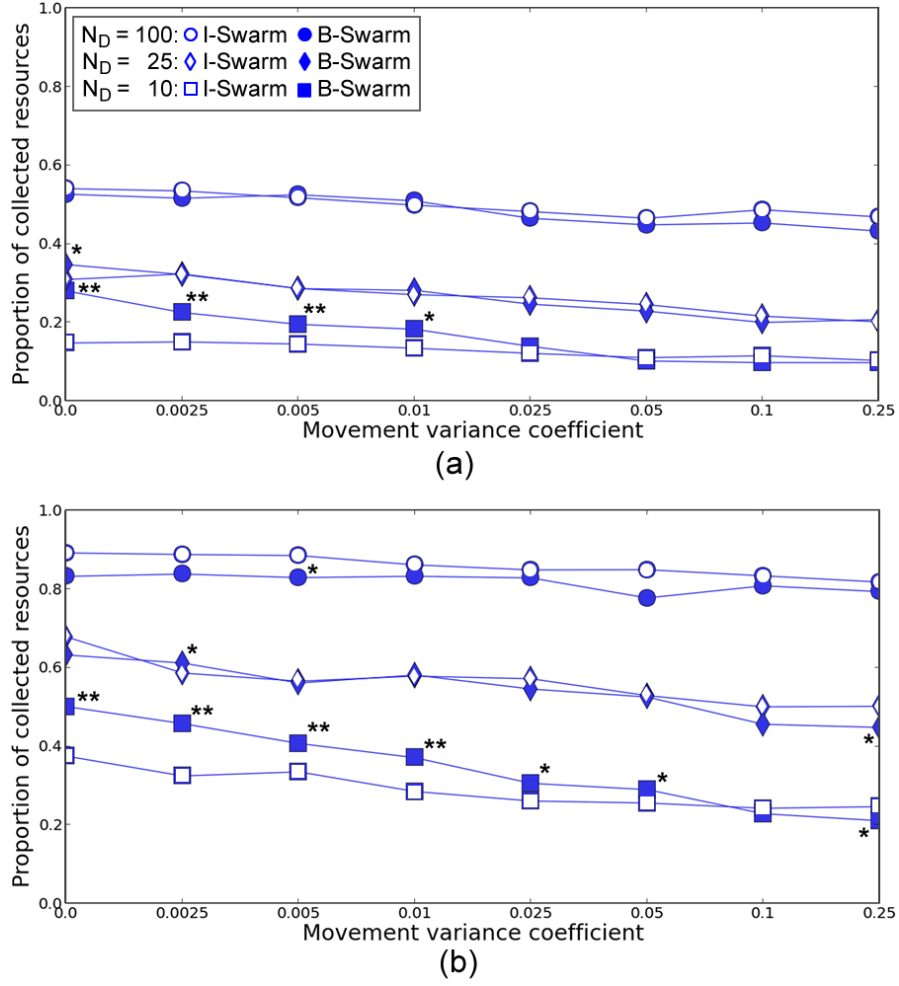 1.0
N_D = 100: I-Swarm B-Swarm
N_D = 25: I-Swarm B-Swarm
N_D = 10: I-Swarm B-Swarm
0.8
0.6
0.4
0.2
0.0
Proportion of collected resources
*
**
**
**
*
0.0 0.0025 0.005 0.01 0.025 0.05 0.1 0.25
Movement variance coefficient
(a)
1.0
0.8
0.6
0.4
0.2
0.0
Proportion of collected resources
*
*
**
**
**
**
*
*
*
*
0.0 0.0025 0.005 0.01 0.025 0.05 0.1 0.25
Movement variance coefficient
(b)